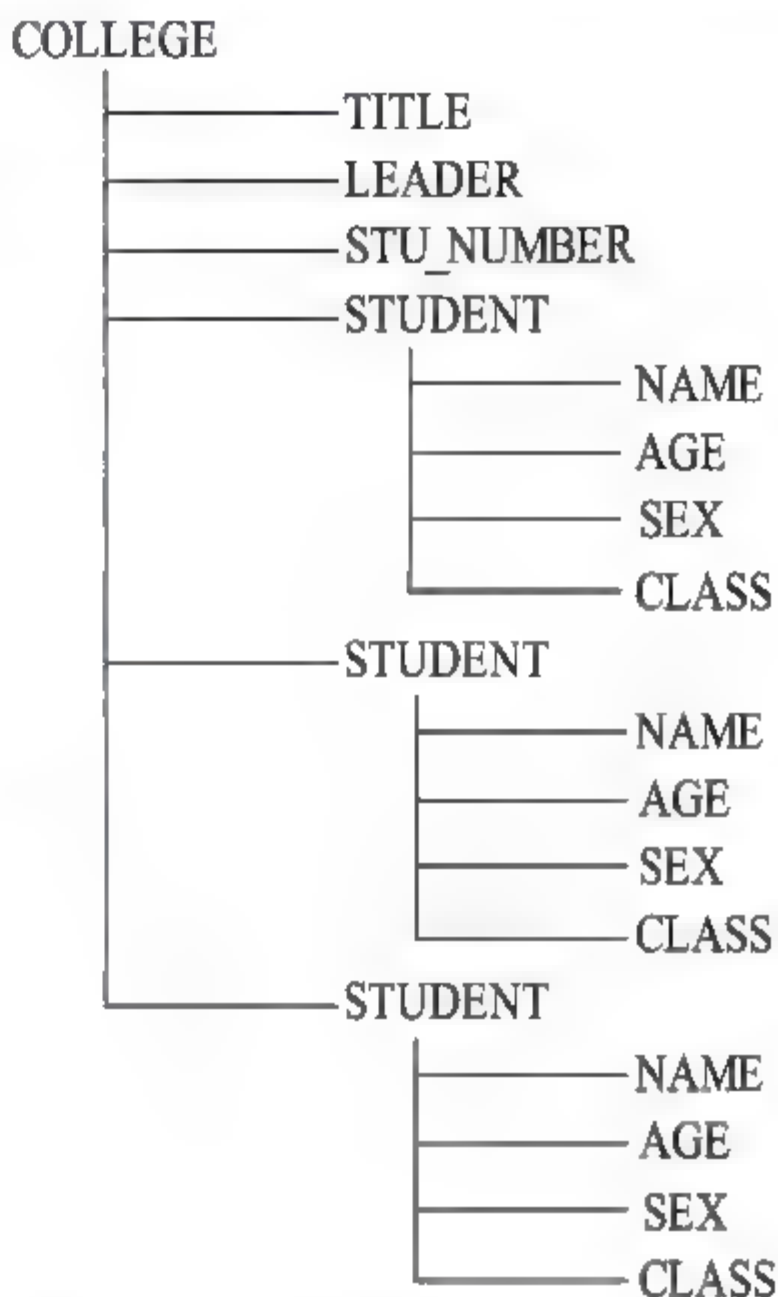 COLLEGE
TITLE
LEADER
STU_NUMBER
STUDENT
NAME
AGE
SEX
CLASS
STUDENT
NAME
AGE
SEX
CLASS
STUDENT
NAME
AGE
SEX
CLASS